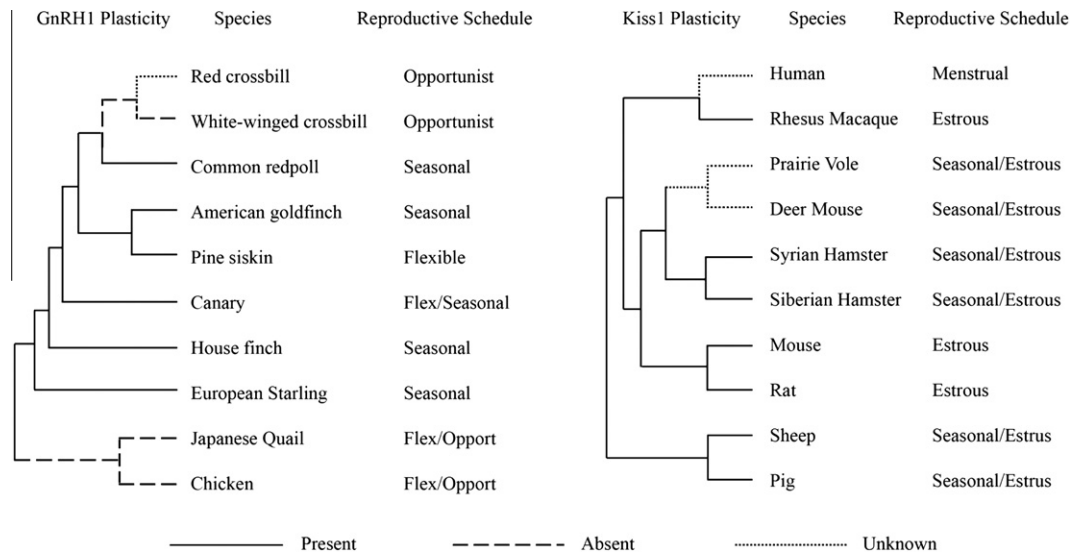 GnRH1 Plasticity Species Reproductive Schedule
Red crossbill Opportunist
White-winged crossbill Opportunist
Common redpoll Seasonal
American goldfinch Seasonal
Pine siskin Flexible
Canary Flex/Seasonal
House finch Seasonal
European Starling Seasonal
Japanese Quail Flex/Opport
Chicken Flex/Opport
Kiss1 Plasticity Species Reproductive Schedule
Human Menstrual
Rhesus Macaque Estrous
Prairie Vole Seasonal/Estrous
Deer Mouse Seasonal/Estrous
Syrian Hamster Seasonal/Estrous
Siberian Hamster Seasonal/Estrous
Mouse Estrous
Rat Estrous
Sheep Seasonal/Estrus
Pig Seasonal/Estrus
Present Absent Unknown